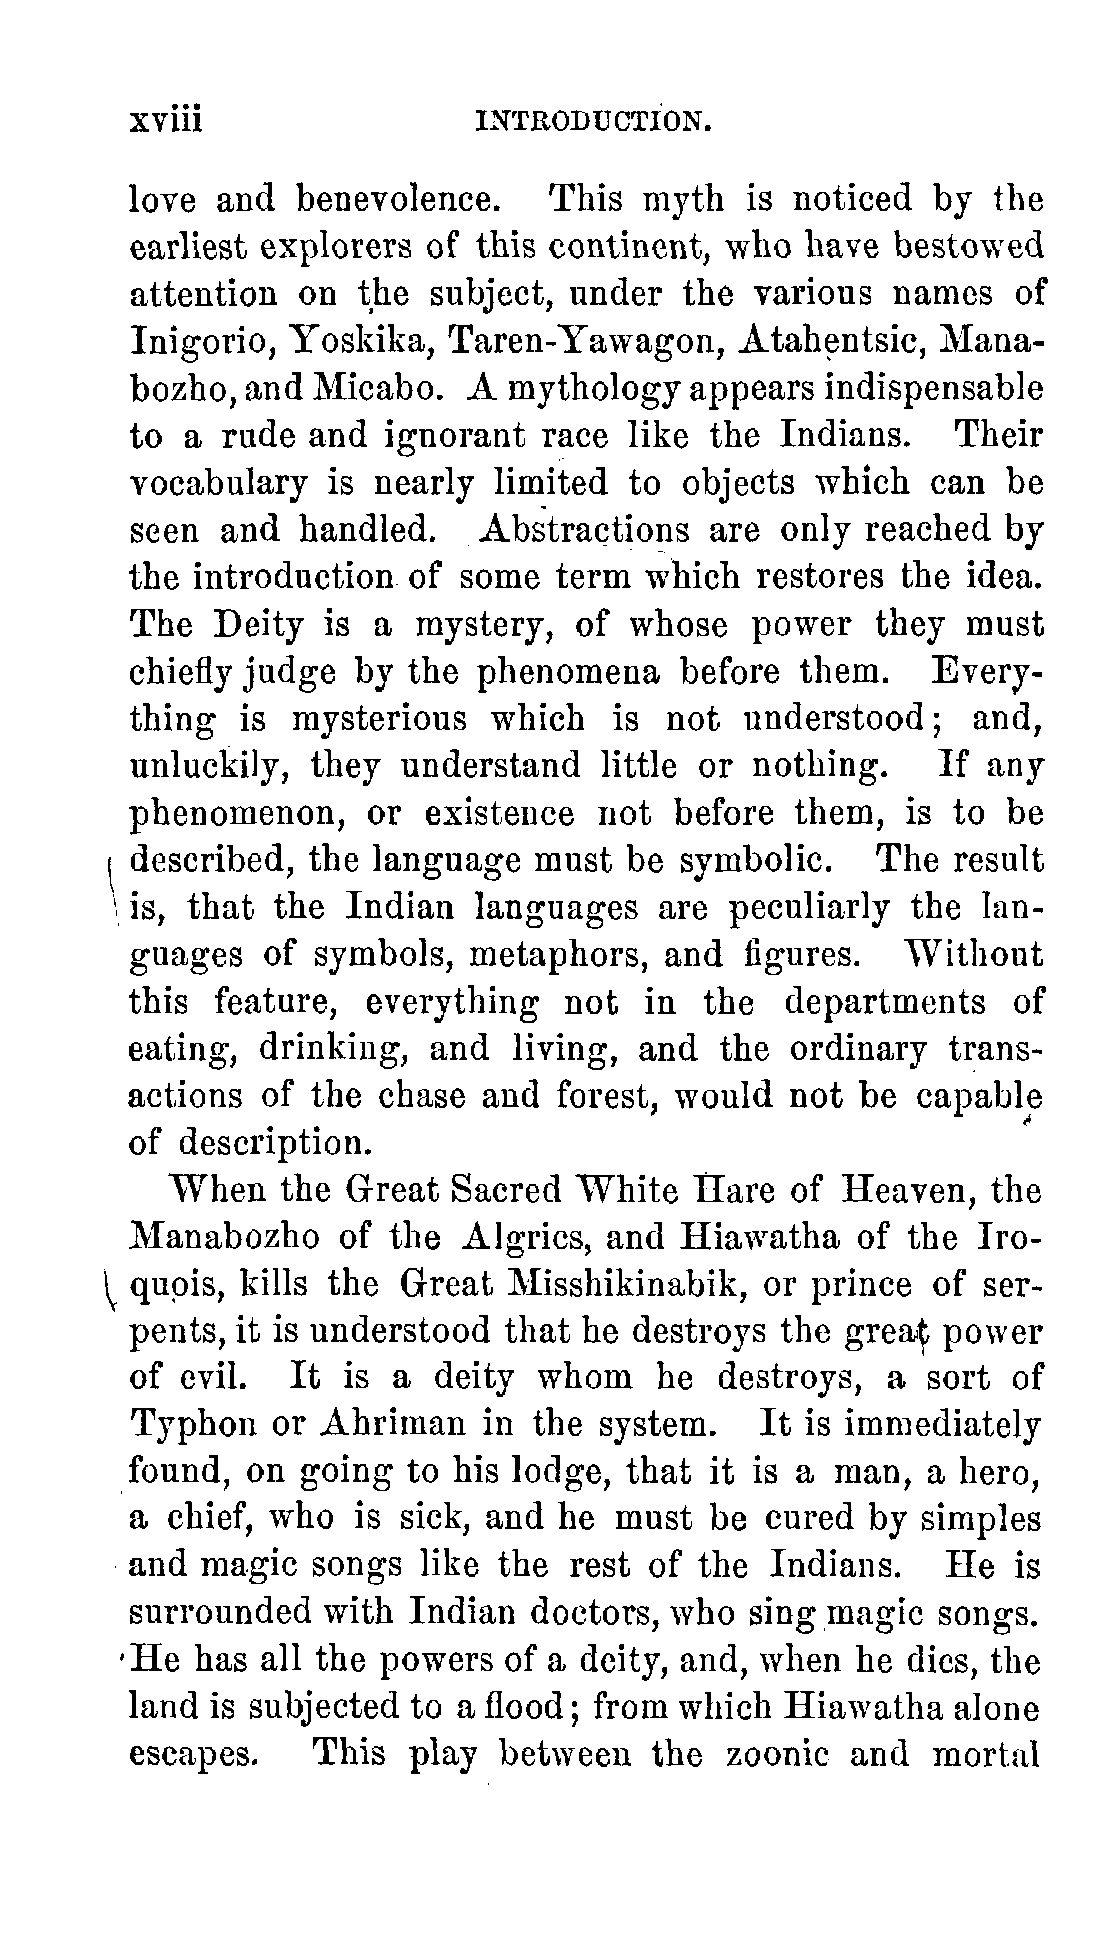 xviii INTRODUCTION.
love and benevolence. This myth is noticed by the
earliest explorers of this continent, who have bestowed
attention on the subject, under the various names of
Inigorio, Yoskika, Taren-Yawagon, Atahentsic, Mana-
bozho, and Micabo. A mythology appears indispensable
to a rude and ignorant race like the Indians. Their
vocabulary is nearly limited to objects which can be
seen and handled. Abstractions are only reached by
the introduction of some term which restores the idea.
The Deity is a mystery, of whose power they must
chiefly judge by the phenomena before them. Every-
thing is mysterious which is not understood; and,
unluckily, they understand little or nothing. If any
phenomenon, or existence not before them, is to be
described, the language must be symbolic. The result
is, that the Indian languages are peculiarly the lan-
guages of symbols, metaphors, and figures. Without
this feature, everything not in the departments of
eating, drinking, and living, and the ordinary trans-
actions of the chase and forest, would not be capable
of description.
When the Great Sacred White Hare of Heaven, the
Manabozho of the Algrics, and Hiawatha of the Iro-
quois, kills the Great Misshikinabik, or prince of ser-
pents, it is understood that he destroys the great power
of evil. It is a deity whom he destroys, a sort of
Typhon or Ahriman in the system. It is immediately
found, on going to his lodge, that it is a man, a hero,
a chief, who is sick, and he must be cured by simples
and magic songs like the rest of the Indians. He is
surrounded with Indian doctors, who sing magic songs.
He has all the powers of a deity, and, when he dies, the
land is subjected to a flood; from which Hiawatha alone
escapes. This play between the zoonic and mortal